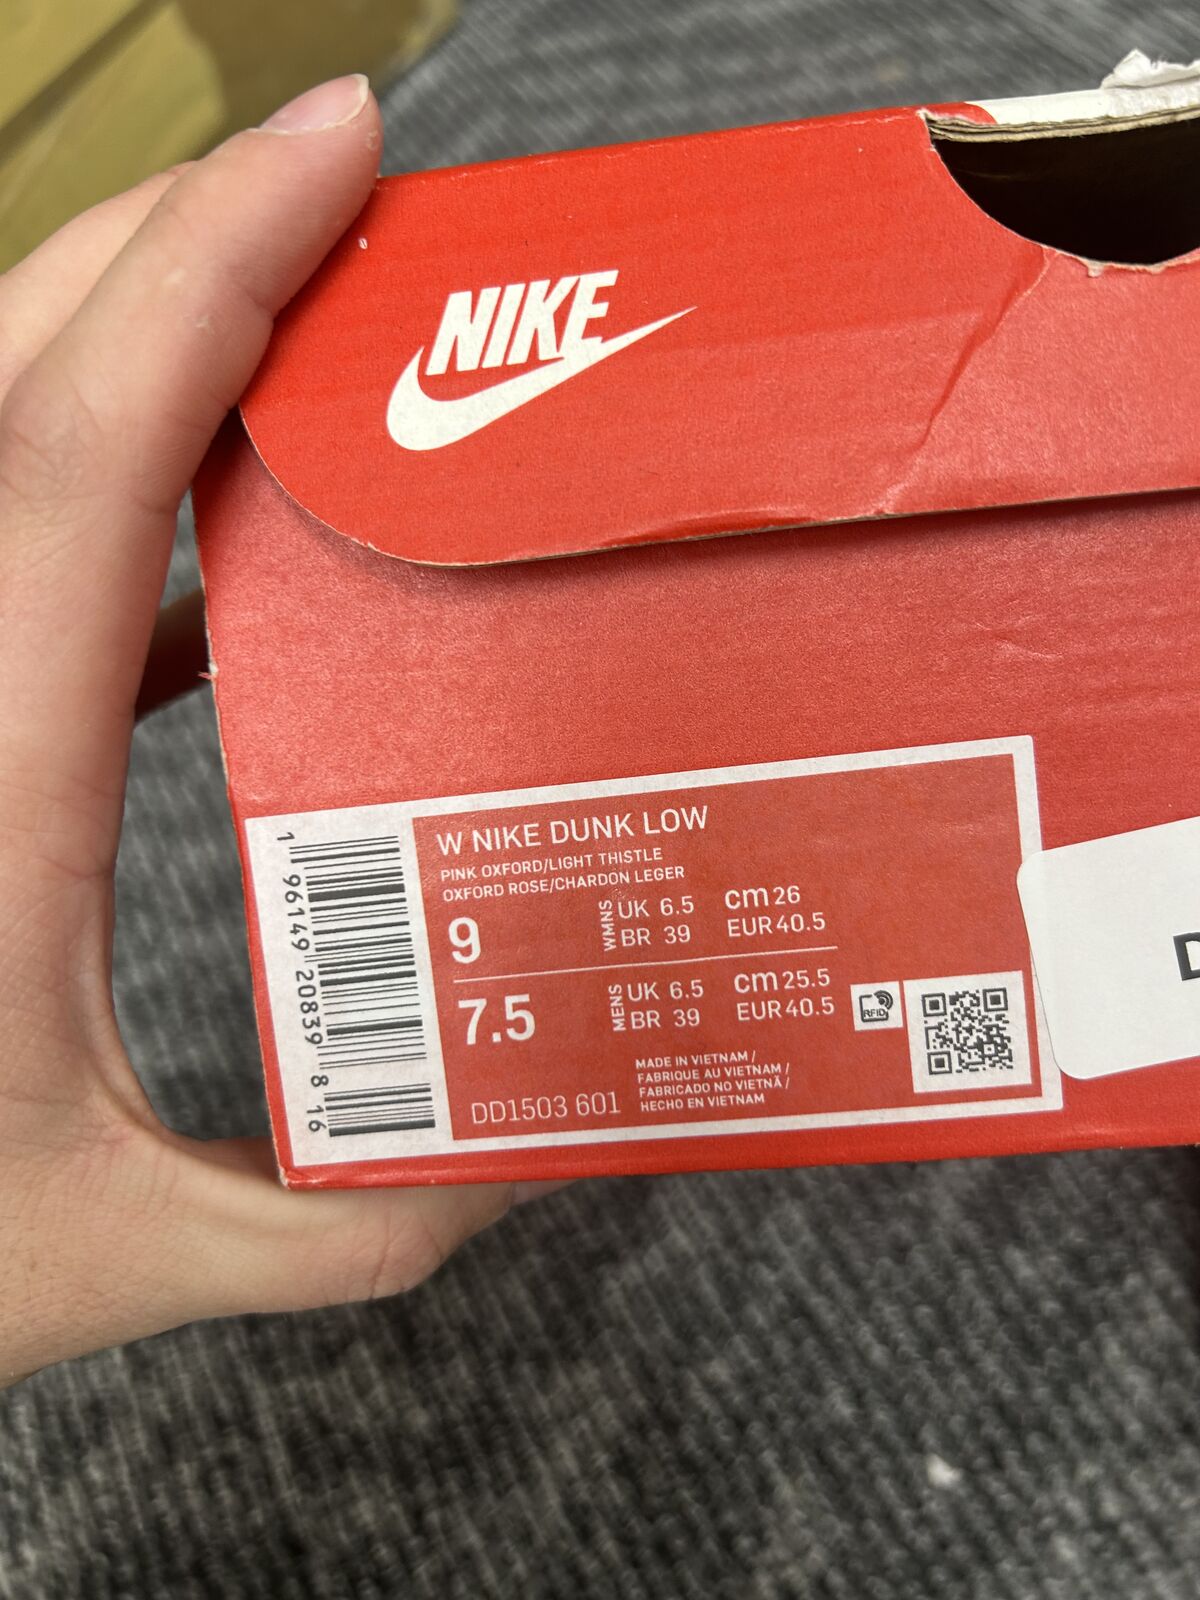 NIKE
W NIKE DUNK LOW
PINK OXFORD/LIGHT THISTLE
OXFORD ROSE/CHARDON LEGER
9
WMNS
UK 6.5 cm 26
BR 39 EUR 40.5
7.5
MENS
UK 6.5 cm 25.5
BR 39 EUR 40.5
RFID
MADE IN VIETNAM /
FABRIQUE AU VIETNAM /
FABRICADO NO VIETNÃ /
HECHO EN VIETNAM
DD1503 601
1 96149 20839 8 16
D